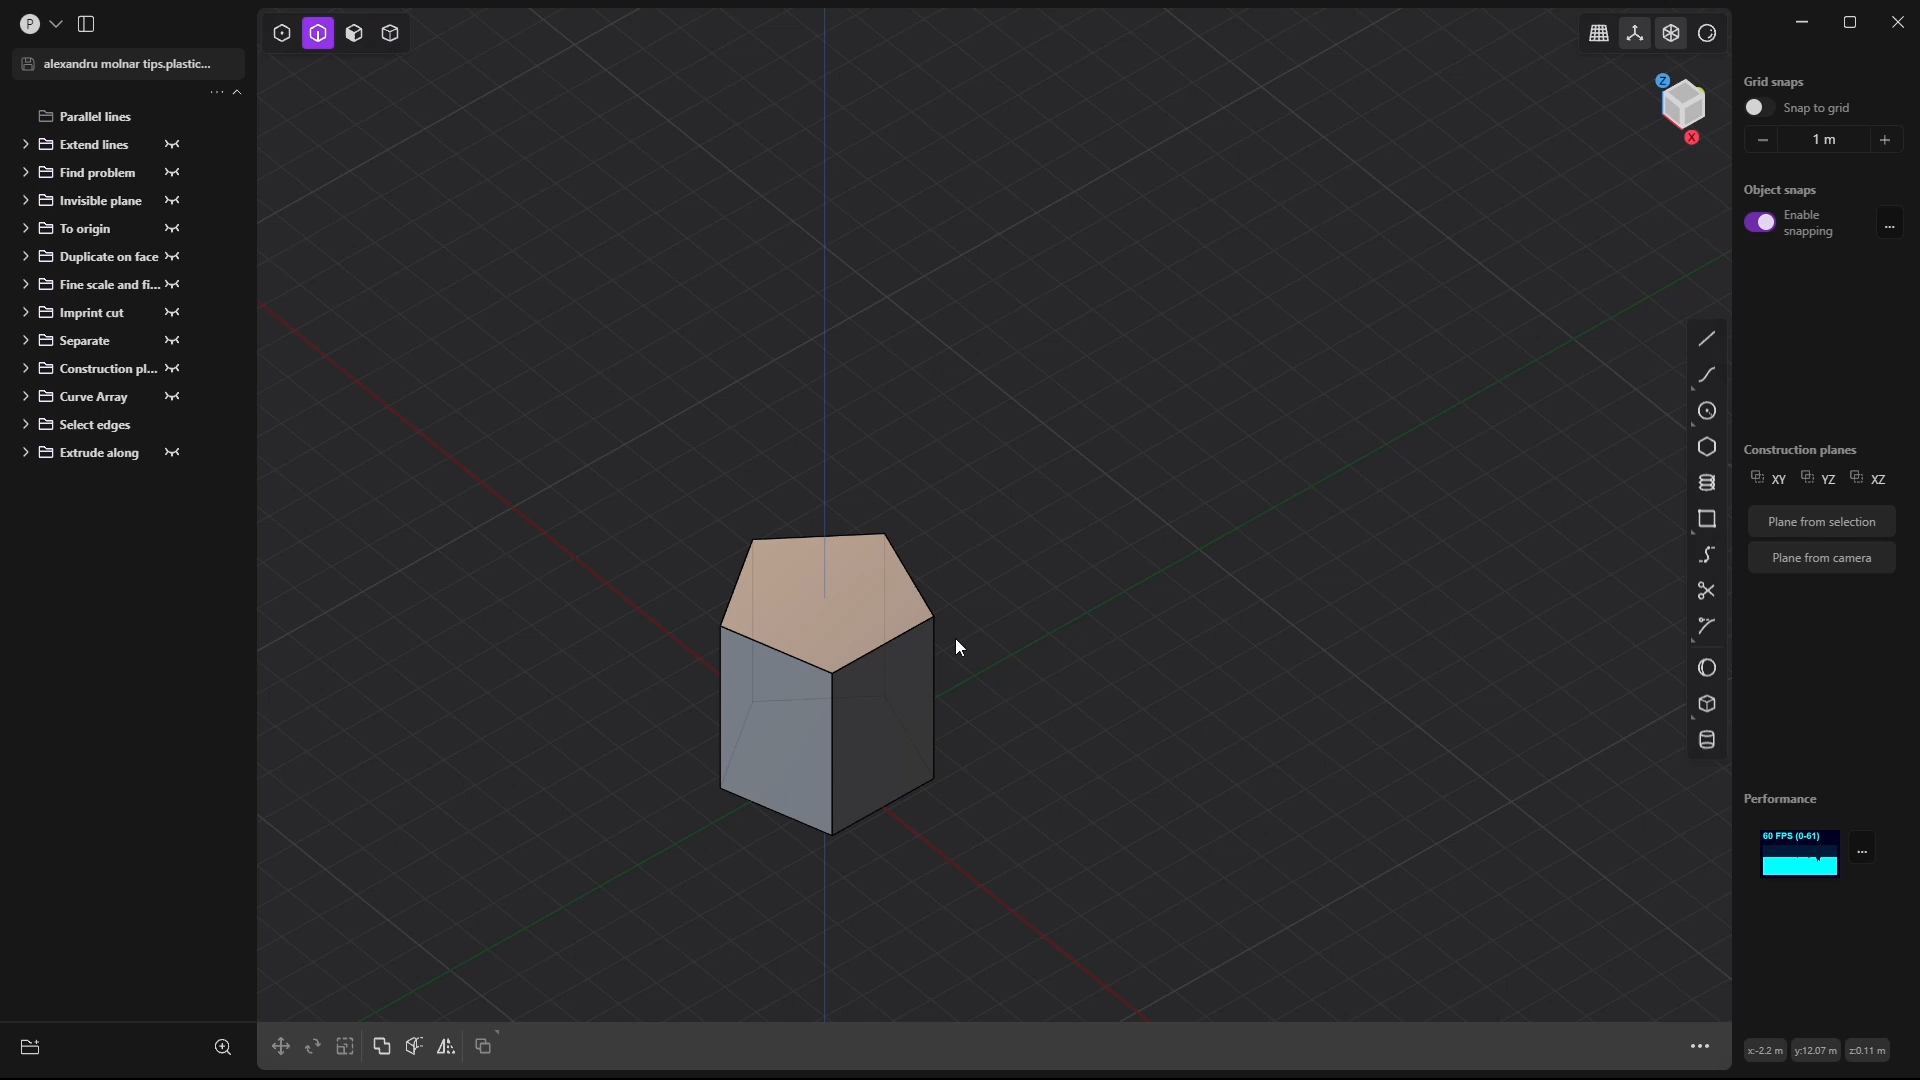 P
alexandru molnar tips.plastic...
Parallel lines
Extend lines
Find problem
Invisible plane
To origin
Duplicate on face
Fine scale and fi...
Imprint cut
Separate
Construction pl...
Curve Array
Select edges
Extrude along
Z
X
Grid snaps
Snap to grid
1 m
Object snaps
Enable
snapping
...
Construction planes
XY YZ XZ
Plane from selection
Plane from camera
Performance
60 FPS (0-61)
...
x:-2.2 m y:12.07 m z:0.11 m